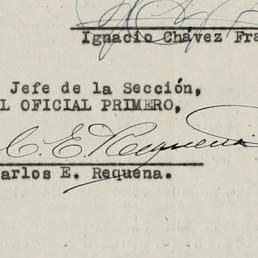 Ignacio Chávez Fra
Jefe de la Sección,
L OFICIAL PRIMERO,
C. E. Requena
arlos E. Requena.